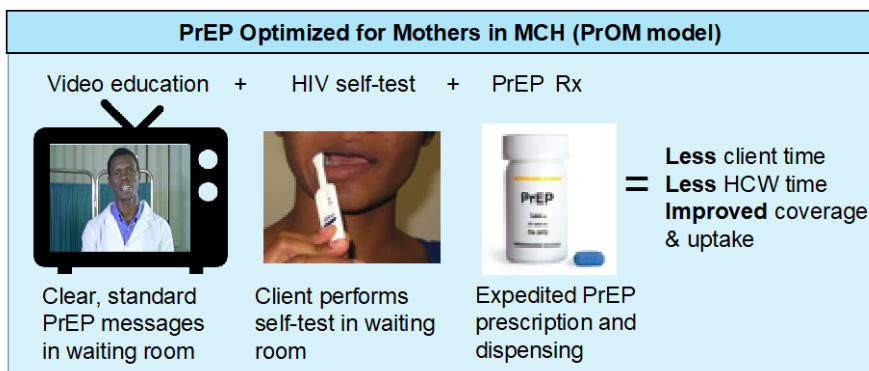 PrEP Optimized for Mothers in MCH (PrOM model)
Video education + HIV self-test + PrEP Rx
PrEP
=
Less client time
Less HCW time
Improved coverage
& uptake
Clear, standard
PrEP messages
in waiting room
Client performs
self-test in waiting
room
Expedited PrEP
prescription and
dispensing